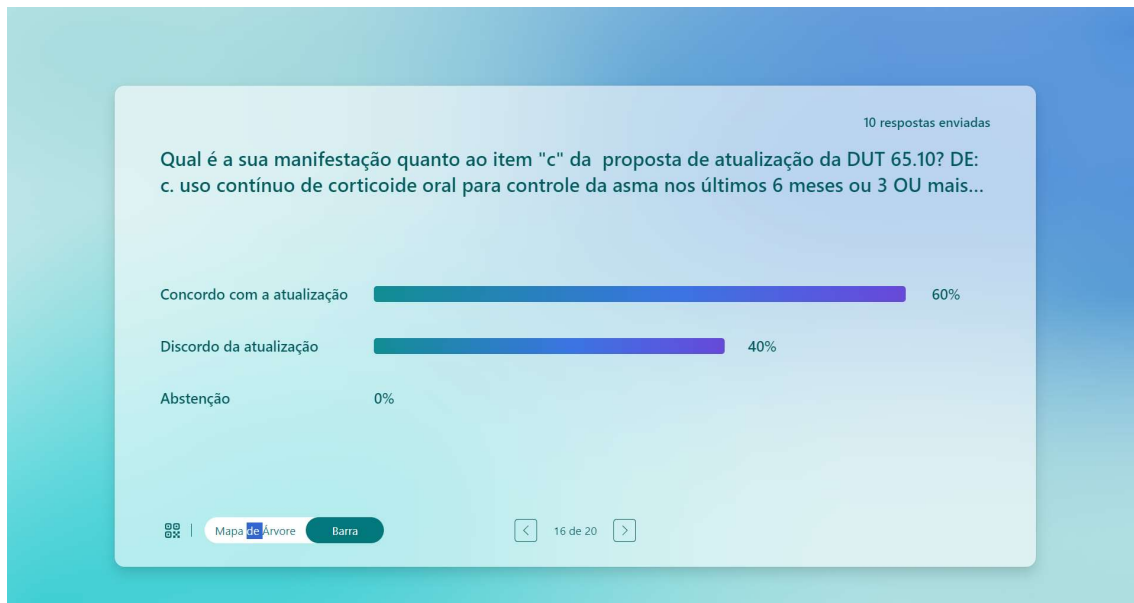 10 respostas enviadas
Qual é a sua manifestação quanto ao item "c" da  proposta de atualização da DUT 65.10? DE:
c. uso contínuo de corticoide oral para controle da asma nos últimos 6 meses ou 3 OU mais...
Concordo com a atualização 60%
Discordo da atualização 40%
Abstenção 0%
Mapa de Árvore Barra 16 de 20